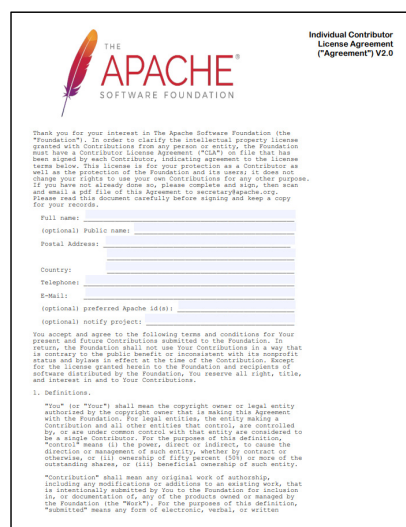 Individual Contributor
License Agreement
("Agreement") V2.0
THE
APACHE®
SOFTWARE FOUNDATION
Thank you for your interest in The Apache Software Foundation (the
"Foundation"). In order to clarify the intellectual property license
granted with Contributions from any person or entity, the Foundation
must have a Contributor License Agreement ("CLA") on file that has
been signed by each Contributor, indicating agreement to the license
terms below. This license is for your protection as a Contributor as
well as the protection of the Foundation and its users; it does not
change your rights to use your own Contributions for any other purpose.
If you have not already done so, please complete and sign, then scan
and email a pdf file of this Agreement to secretary@apache.org.
Please read this document carefully before signing and keep a copy
for your records.
Full name:
(optional) Public name:
Postal Address:
Country:
Telephone:
E-Mail:
(optional) preferred Apache id(s):
(optional) notify project:
You accept and agree to the following terms and conditions for Your
present and future Contributions submitted to the Foundation. In
return, the Foundation shall not use Your Contributions in a way that
is contrary to the public benefit or inconsistent with its nonprofit
status and bylaws in effect at the time of the Contribution. Except
for the license granted herein to the Foundation and recipients of
software distributed by the Foundation, You reserve all right, title,
and interest in and to Your Contributions.
1. Definitions.
"You" (or "Your") shall mean the copyright owner or legal entity
authorized by the copyright owner that is making this Agreement
with the Foundation. For legal entities, the entity making a
Contribution and all other entities that control, are controlled
by, or are under common control with that entity are considered to
be a single Contributor. For the purposes of this definition,
"control" means (i) the power, direct or indirect, to cause the
direction or management of such entity, whether by contract or
otherwise, or (ii) ownership of fifty percent (50%) or more of the
outstanding shares, or (iii) beneficial ownership of such entity.
"Contribution" shall mean any original work of authorship,
including any modifications or additions to an existing work, that
is intentionally submitted by You to the Foundation for inclusion
in, or documentation of, any of the products owned or managed by
the Foundation (the "Work"). For the purposes of this definition,
"submitted" means any form of electronic, verbal, or written